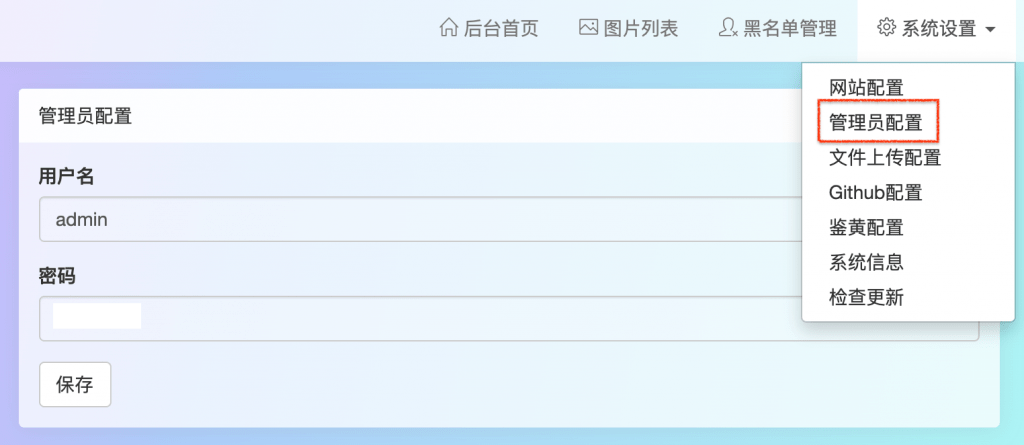 后台首页 图片列表 黑名单管理 系统设置
网站配置
管理员配置
文件上传配置
Github配置
鉴黄配置
系统信息
检查更新
管理员配置
用户名
admin
密码
保存